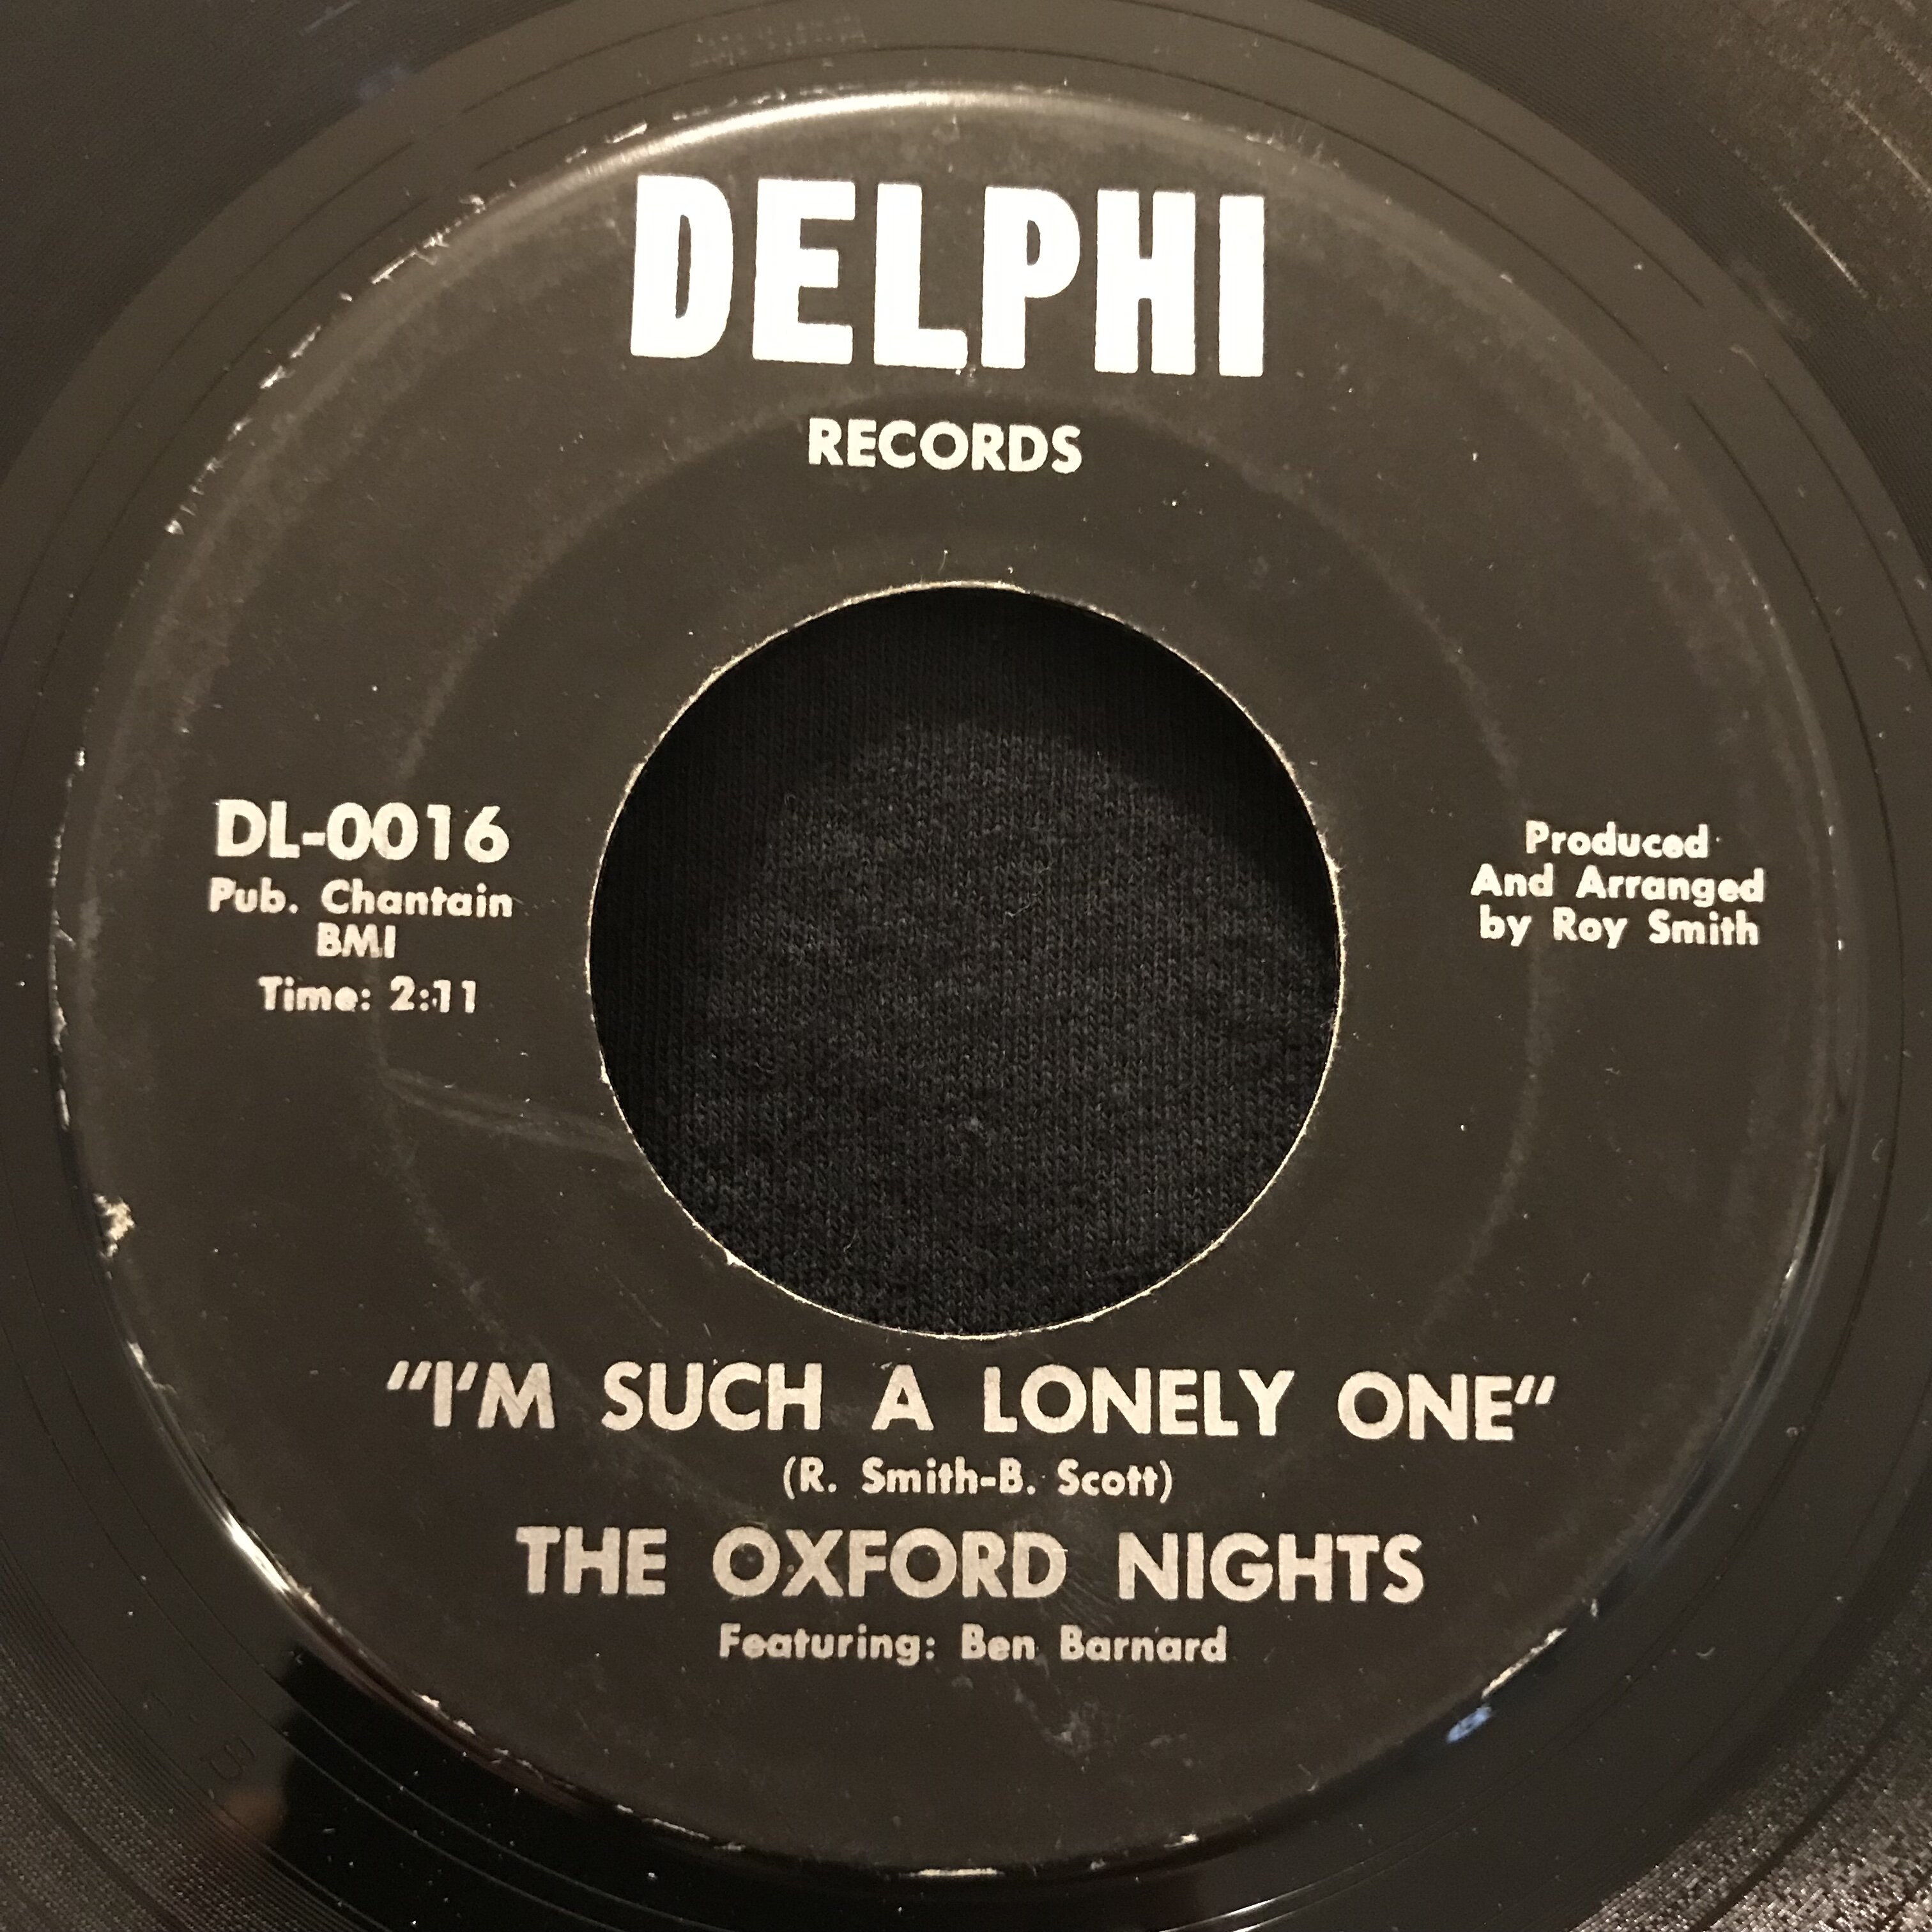 DELPHI
RECORDS
DL-0016
Pub. Chantain
BMI
Time: 2:11
Produced
And Arranged
by Roy Smith
"I'M SUCH A LONELY ONE"
(R. Smith-B. Scott)
THE OXFORD NIGHTS
Featuring: Ben Barnard